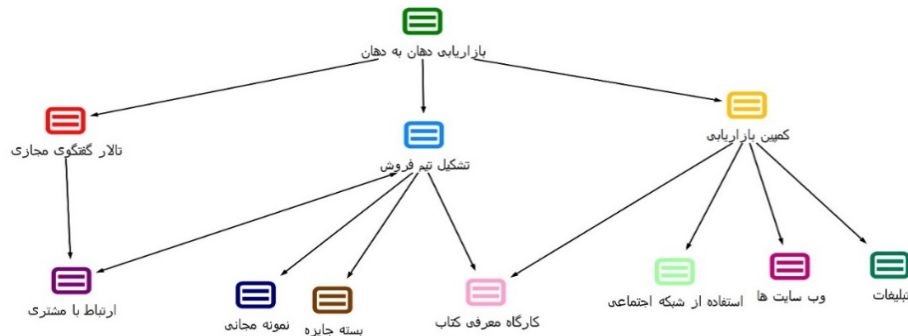 بازاریابی دهان به دهان
تالار گفتگوی مجازی
تشکیل تیم فروش
کمپین بازاریابی
ارتباط با مشتری
نمونه مجانی
بسته جایزه
کارگاه معرفی کتاب
استفاده از شبکه اجتماعی
وب سایت ها
تبلیغات